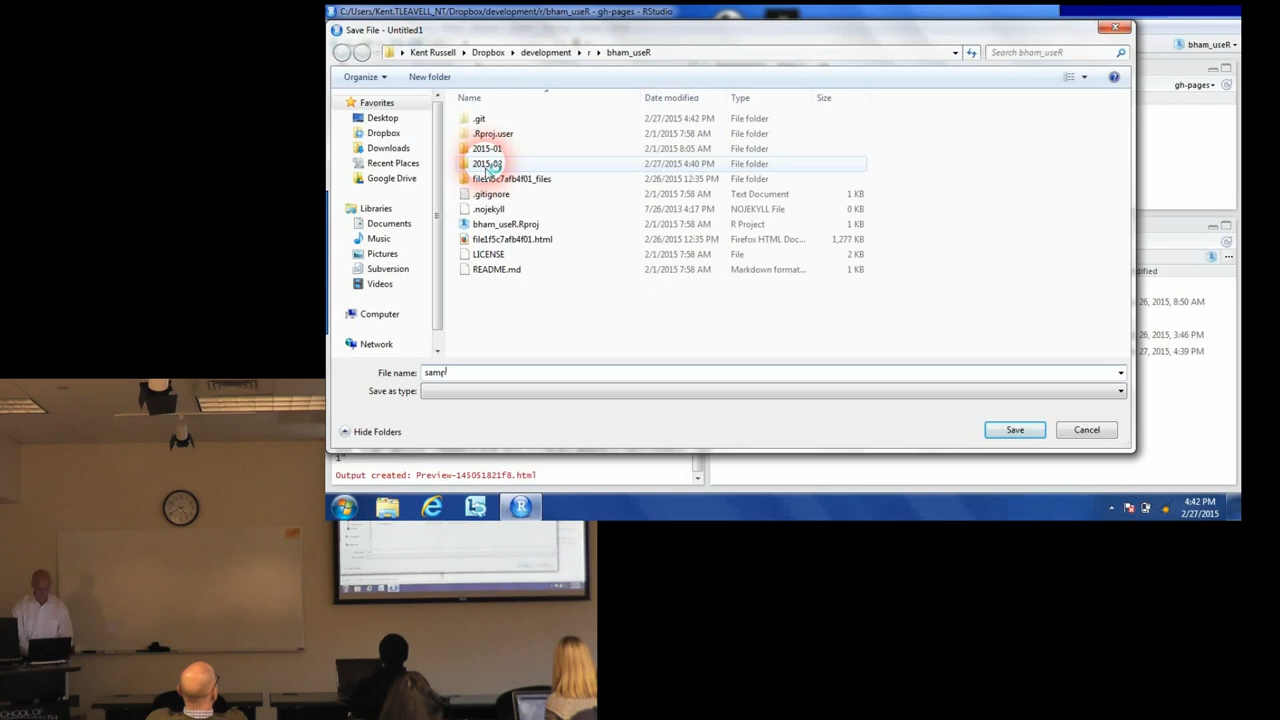 C:/Users/Kent.TLEAVELL_NT/Dropbox/development/r/bham_useR - gh-pages - RStudio
Save File - Untitled1
Kent Russell
Dropbox
development
r
bham_useR
Search bham_useR
bham_useR
Organize
New folder
gh-pages
Favorites
Desktop
Dropbox
Downloads
Recent Places
Google Drive
Libraries
Documents
Music
Pictures
Subversion
Videos
Computer
Network
Name Date modified Type Size
.git 2/27/2015 4:42 PM File folder
.Rproj.user 2/1/2015 7:58 AM File folder
2015-01 2/1/2015 8:05 AM File folder
2015-02 2/27/2015 4:40 PM File folder
file1f5c7afb4f01_files 2/26/2015 12:35 PM File folder
.gitignore 2/1/2015 7:58 AM Text Document 1 KB
.nojekyll 7/26/2013 4:17 PM NOJEKYLL File 0 KB
bham_useR.Rproj 2/1/2015 7:58 AM R Project 1 KB
file1f5c7afb4f01.html 2/26/2015 12:35 PM Firefox HTML Doc... 1,277 KB
LICENSE 2/1/2015 7:58 AM File 2 KB
README.md 2/1/2015 7:58 AM Markdown format... 1 KB
26, 2015, 8:50 AM
26, 2015, 3:46 PM
27, 2015, 4:39 PM
File name: samp
Save as type:
Hide Folders
Save
Cancel
1"
Output created: Preview-145051821f8.html
4:42 PM
2/27/2015